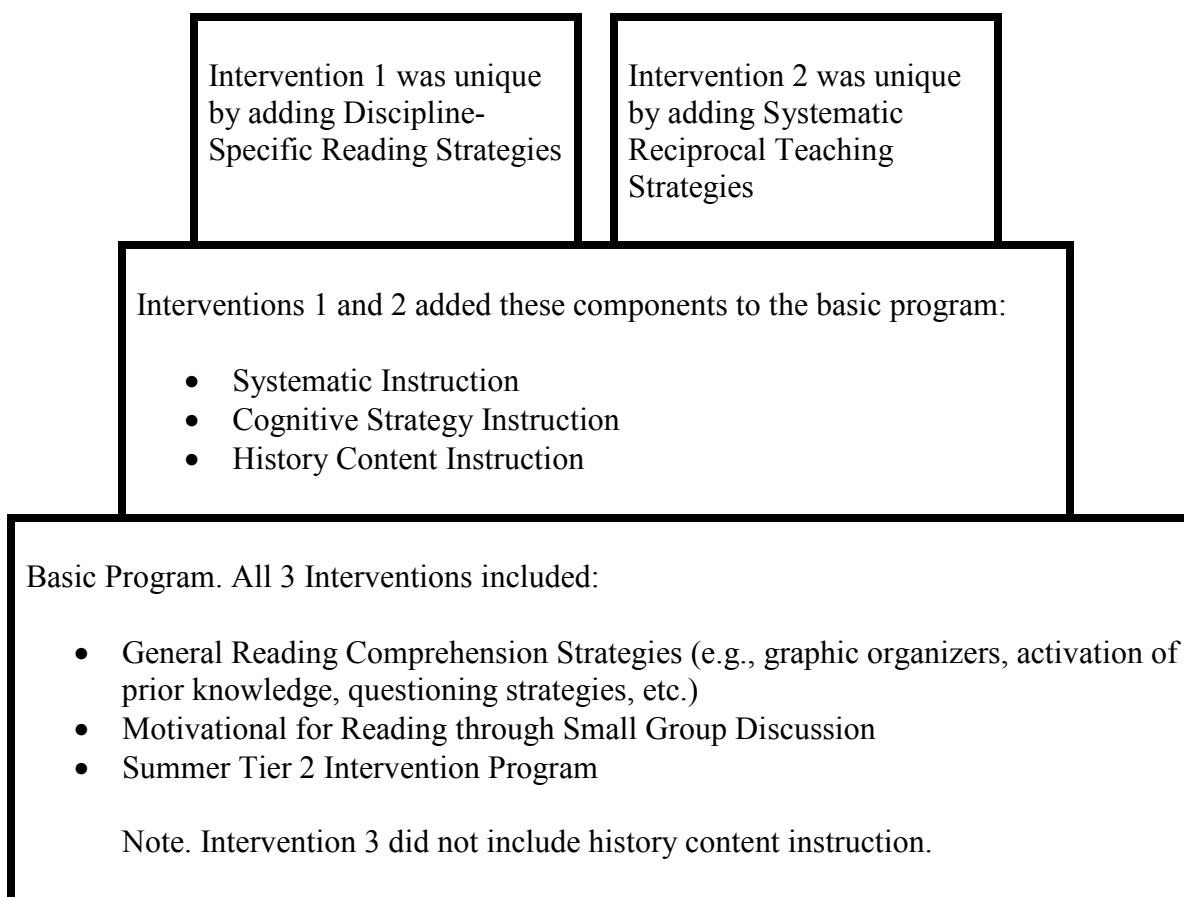 Intervention 1 was unique
by adding Discipline-
Specific Reading Strategies
Intervention 2 was unique
by adding Systematic
Reciprocal Teaching
Strategies
Interventions 1 and 2 added these components to the basic program:
• Systematic Instruction
• Cognitive Strategy Instruction
• History Content Instruction
Basic Program. All 3 Interventions included:
• General Reading Comprehension Strategies (e.g., graphic organizers, activation of
prior knowledge, questioning strategies, etc.)
• Motivational for Reading through Small Group Discussion
• Summer Tier 2 Intervention Program
Note. Intervention 3 did not include history content instruction.